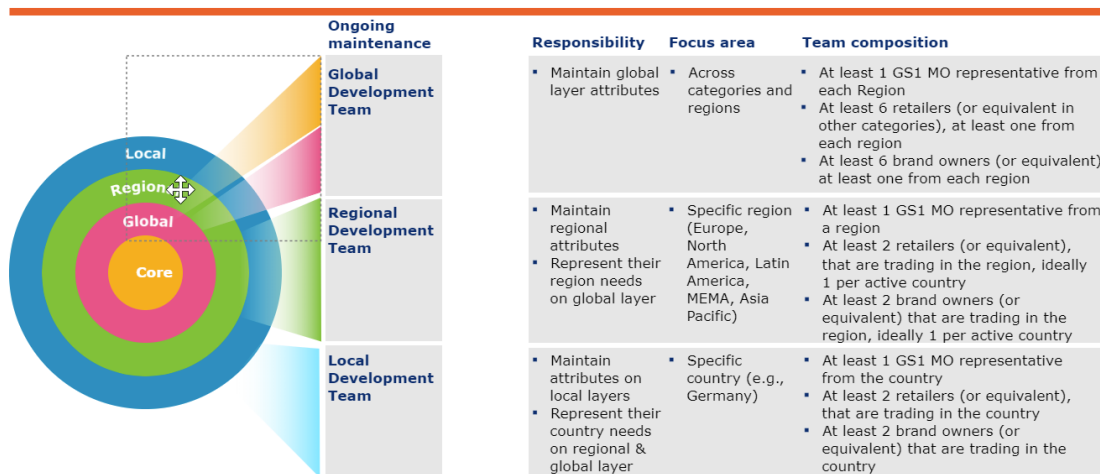 Ongoing
maintenance
Responsibility
Focus area
Team composition
Local
Region
Global
Core
Global
Development
Team
▪ Maintain global
layer attributes
▪ Across
categories and
regions
▪ At least 1 GS1 MO representative from
each Region
▪ At least 6 retailers (or equivalent in
other categories), at least one from
each region
▪ At least 6 brand owners (or equivalent)
at least one from each region
Regional
Development
Team
▪ Maintain
regional
attributes
▪ Represent their
region needs
on global layer
▪ Specific region
(Europe,
North
America, Latin
America,
MEMA, Asia
Pacific)
▪ At least 1 GS1 MO representative from
a region
▪ At least 2 retailers (or equivalent),
that are trading in the region, ideally
1 per active country
▪ At least 2 brand owners (or
equivalent) that are trading in the
region, ideally 1 per active country
Local
Development
Team
▪ Maintain
attributes on
local layers
▪ Represent their
country needs
on regional &
global layer
▪ Specific
country (e.g.,
Germany)
▪ At least 1 GS1 MO representative
from the country
▪ At least 2 retailers (or equivalent),
that are trading in the country
▪ At least 2 brand owners (or
equivalent) that are trading in the
country